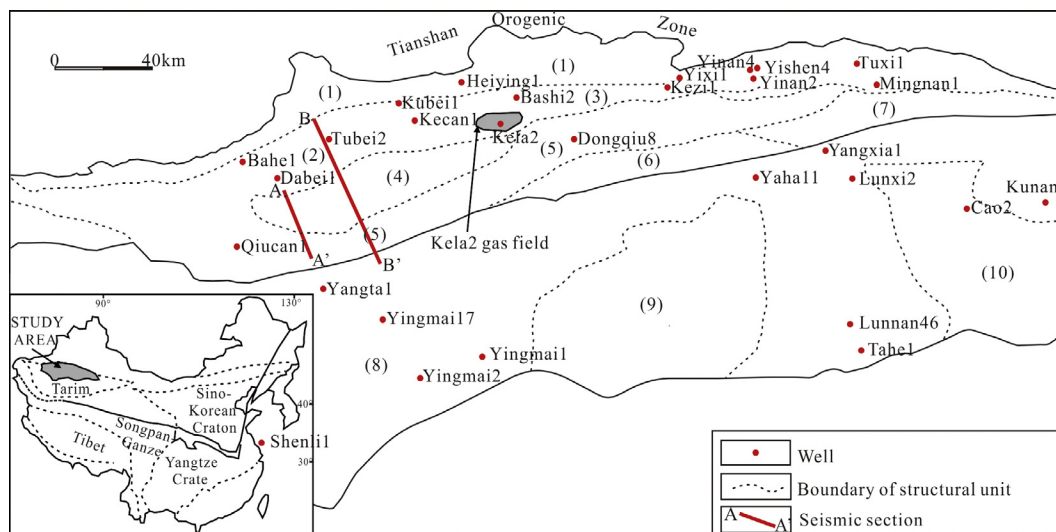 Orogenic
Tianshan
Zone
0 40km
Heiying1
(1)
Yinan4
Yishen4
Tuxi1
Yixi1
Kezi1
Yinan2
Mingnan1
(1)
Kubei1
Bashi2
(3)
(7)
B
Kecan1
Kela2
Tubei2
(2)
(5)
Dongqiu8
(6)
Yangxia1
Bahe1
Dabei1
(4)
Yaha11
Lunxi2
A
Kunan
Cao2
(5)
Kela2 gas field
Qiucan1
A'
B'
(10)
Yangta1
(9)
Yingmai17
Lunnan46
Yingmai1
Tahe1
(8)
Yingmai2
90°
130°
STUDY
AREA
Tarim
Sino-
Korean
Craton
40°
Songpan
Ganze
Tibet
Shenli1
Yangtze
Crate
30°
Well
Boundary of structural unit
A
A'
Seismic section